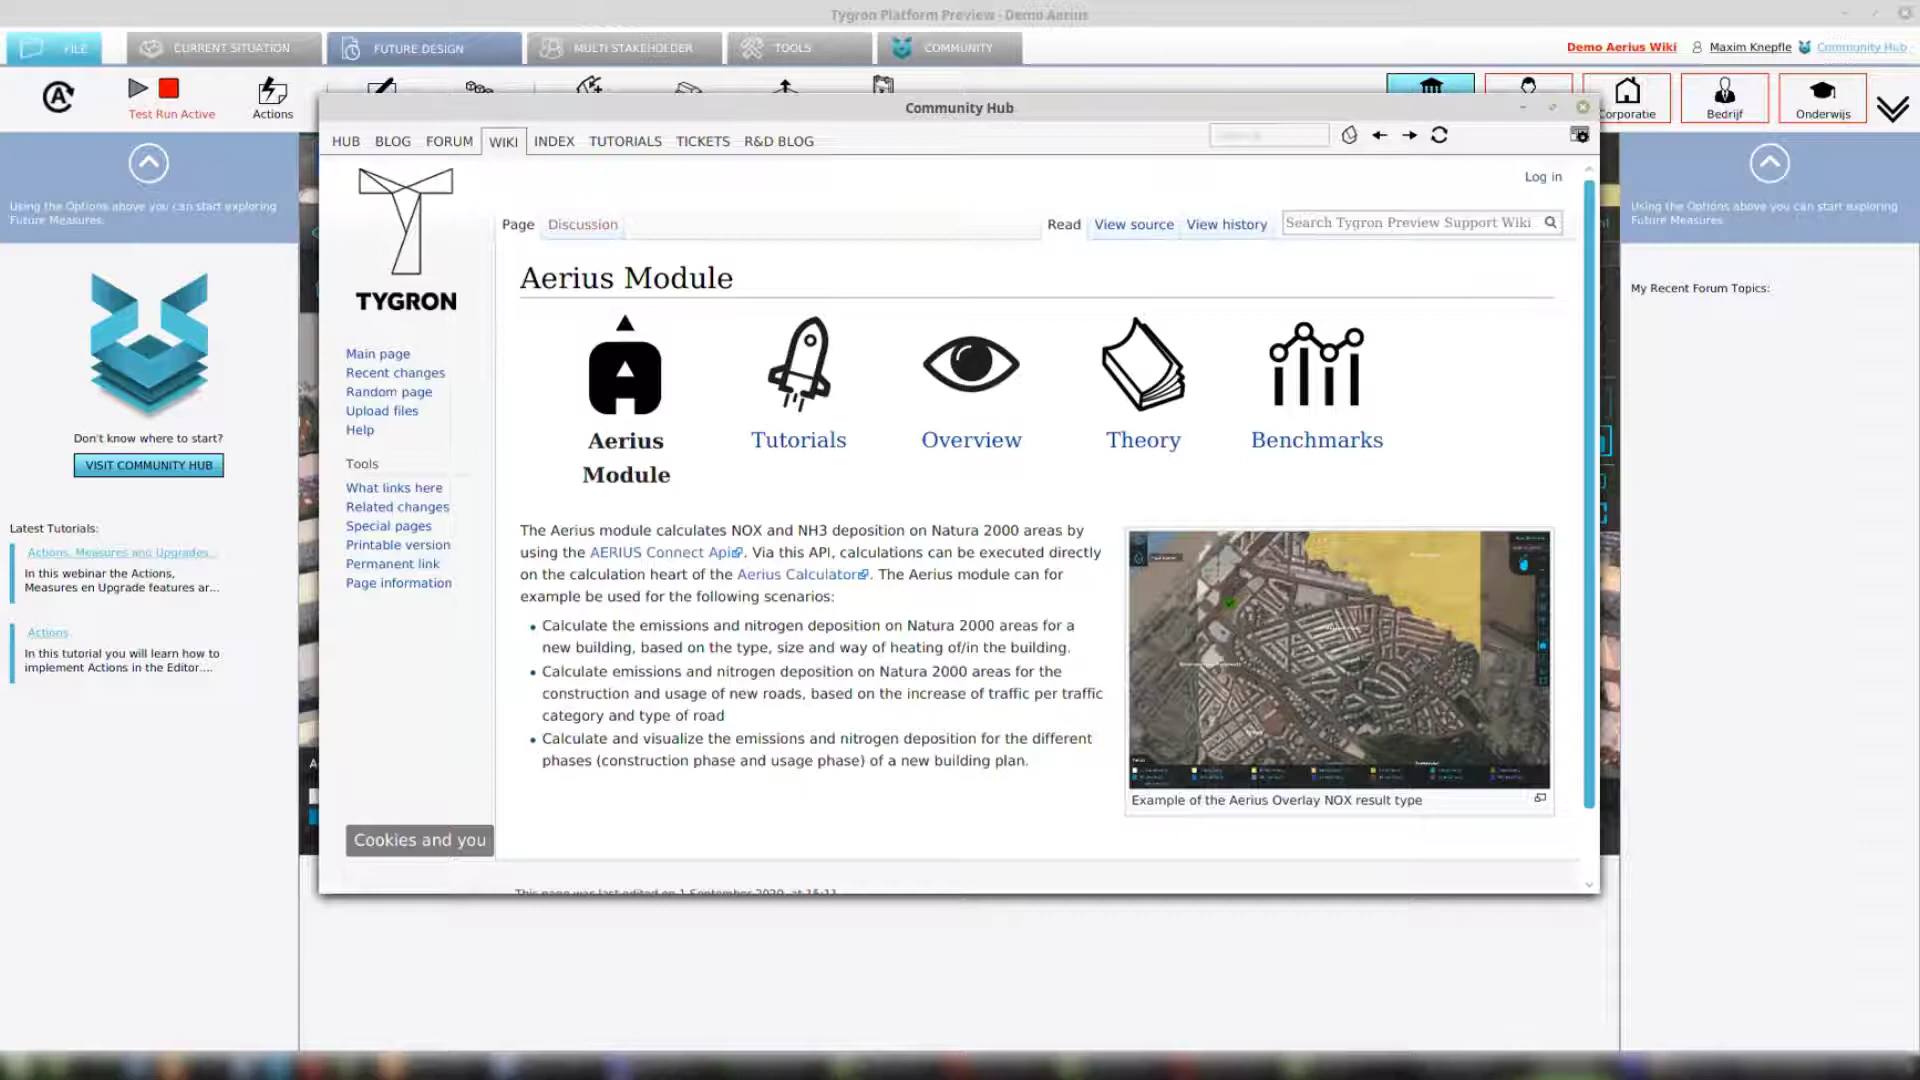 Tygron Platform Preview - Demo Aerius
FILE
CURRENT SITUATION
FUTURE DESIGN
MULTI STAKEHOLDER
TOOLS
COMMUNITY
Demo Aerius Wiki
Maxim Knepfle
Community Hub
Test Run Active
Actions
Corporatie
Bedrijf
Onderwijs
Community Hub
HUB
BLOG
FORUM
WIKI
INDEX
TUTORIALS
TICKETS
R&D BLOG
Using the Options above you can start exploring
Future Measures.
Don't know where to start?
VISIT COMMUNITY HUB
Latest Tutorials:
Actions, Measures and Upgrades...
In this webinar the Actions,
Measures en Upgrade features ar...
Actions
In this tutorial you will learn how to
implement Actions in the Editor....
TYGRON
Main page
Recent changes
Random page
Upload files
Help
Tools
What links here
Related changes
Special pages
Printable version
Permanent link
Page information
Cookies and you
Log in
Page
Discussion
Read
View source
View history
Search Tygron Preview Support Wiki
Aerius Module
Aerius
Module
Tutorials
Overview
Theory
Benchmarks
The Aerius module calculates NOX and NH3 deposition on Natura 2000 areas by
using the AERIUS Connect Api. Via this API, calculations can be executed directly
on the calculation heart of the Aerius Calculator. The Aerius module can for
example be used for the following scenarios:
• Calculate the emissions and nitrogen deposition on Natura 2000 areas for a
new building, based on the type, size and way of heating of/in the building.
• Calculate emissions and nitrogen deposition on Natura 2000 areas for the
construction and usage of new roads, based on the increase of traffic per traffic
category and type of road
• Calculate and visualize the emissions and nitrogen deposition for the different
phases (construction phase and usage phase) of a new building plan.
Example of the Aerius Overlay NOX result type
This page was last edited on 1 September 2020, at 15:11
Using the Options above you can start exploring
Future Measures
My Recent Forum Topics: